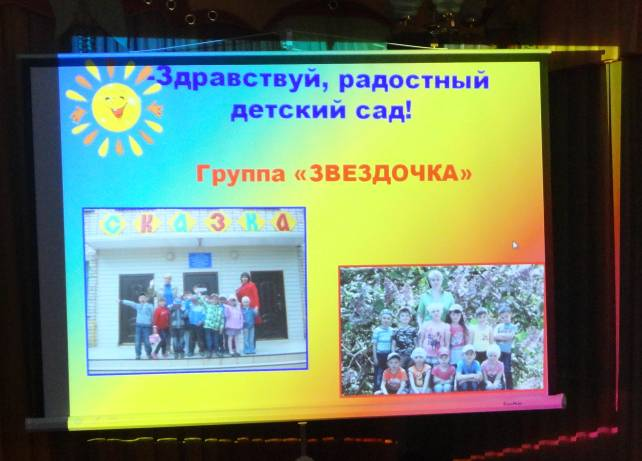 -Здравствуй, радостный
детский сад!
Группа «ЗВЕЗДОЧКА»
СКАЗКА